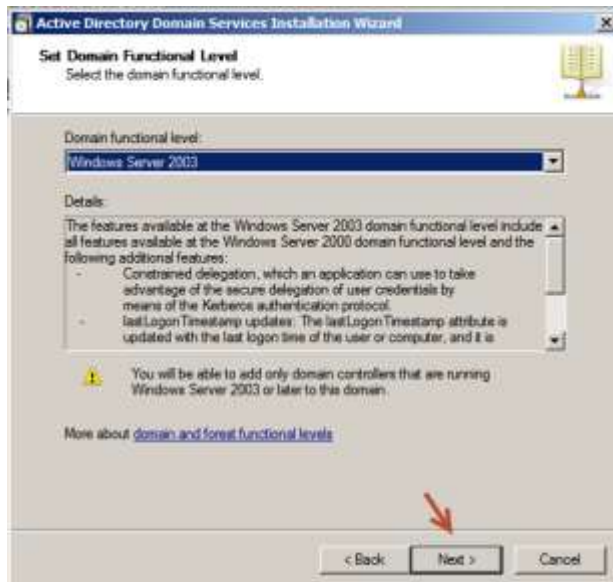 Active Directory Domain Services Installation Wizard
Set Domain Functional Level
Select the domain functional level.
Domain functional level:
Windows Server 2003
Details:
The features available at the Windows Server 2003 domain functional level include
all features available at the Windows Server 2000 domain functional level and the
following additional features:
- Constrained delegation, which an application can use to take
advantage of the secure delegation of user credentials by
means of the Kerberos authentication protocol.
- lastLogonTimestamp updates: The lastLogonTimestamp attribute is
updated with the last logon time of the user or computer, and it is
You will be able to add only domain controllers that are running
Windows Server 2003 or later to this domain.
More about domain and forest functional levels
< Back
Next >
Cancel